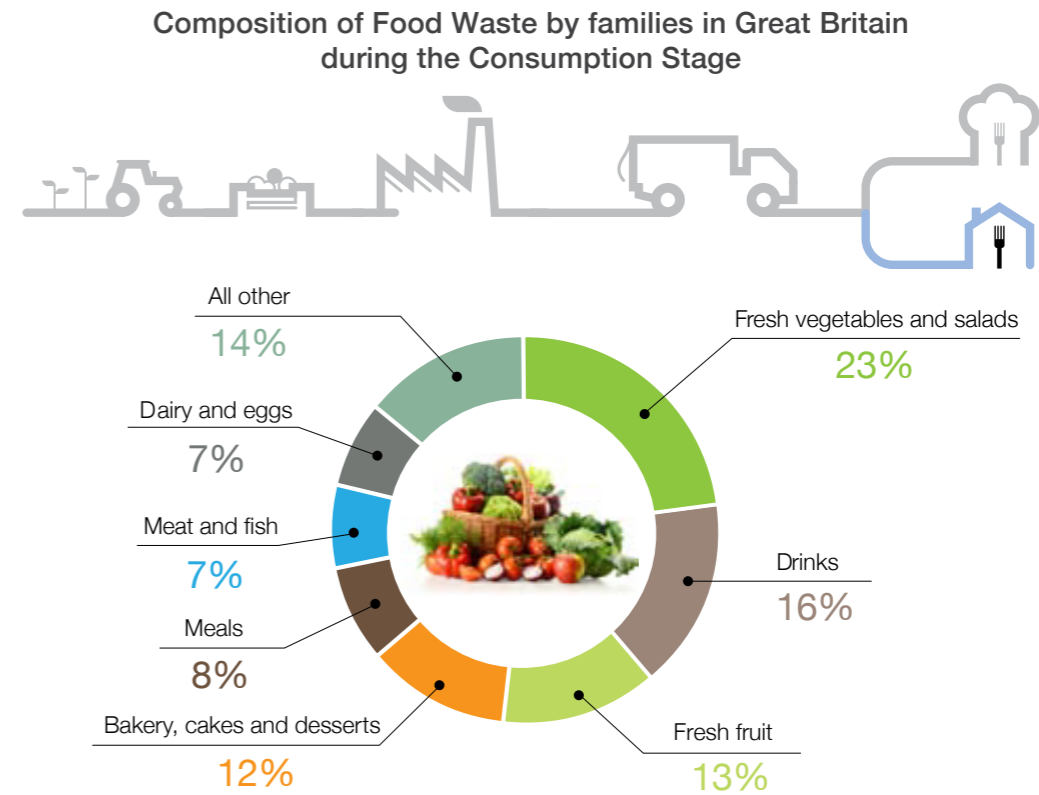 Composition of Food Waste by families in Great Britain
during the Consumption Stage
All other
14%
Fresh vegetables and salads
23%
Dairy and eggs
7%
Meat and fish
7%
Drinks
16%
Meals
8%
Bakery, cakes and desserts
12%
Fresh fruit
13%